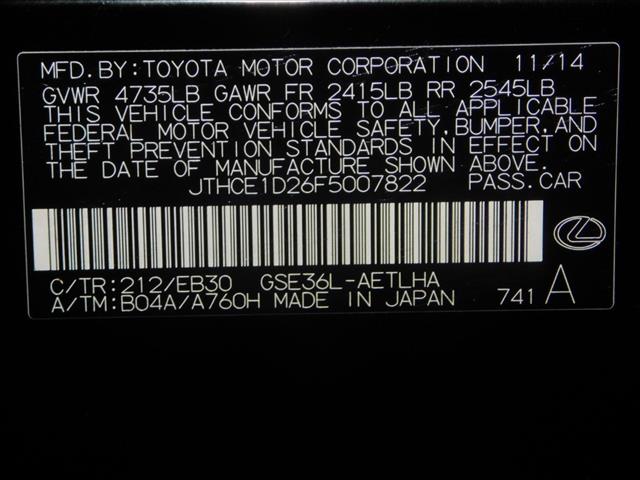 MFD. BY: TOYOTA MOTOR CORPORATION 11/14
GVWR 4735LB GAWR FR 2415LB RR 2545LB
THIS VEHICLE CONFORMS TO ALL APPLICABLE
FEDERAL MOTOR VEHICLE SAFETY, BUMPER, AND
THEFT PREVENTION STANDARDS IN EFFECT ON
THE DATE OF MANUFACTURE SHOWN ABOVE.
JTHCE1D26F5007822 PASS. CAR
C/TR: 212/EB30 GSE36L-AETLHA
A/TM: B04A/A760H MADE IN JAPAN 741 A